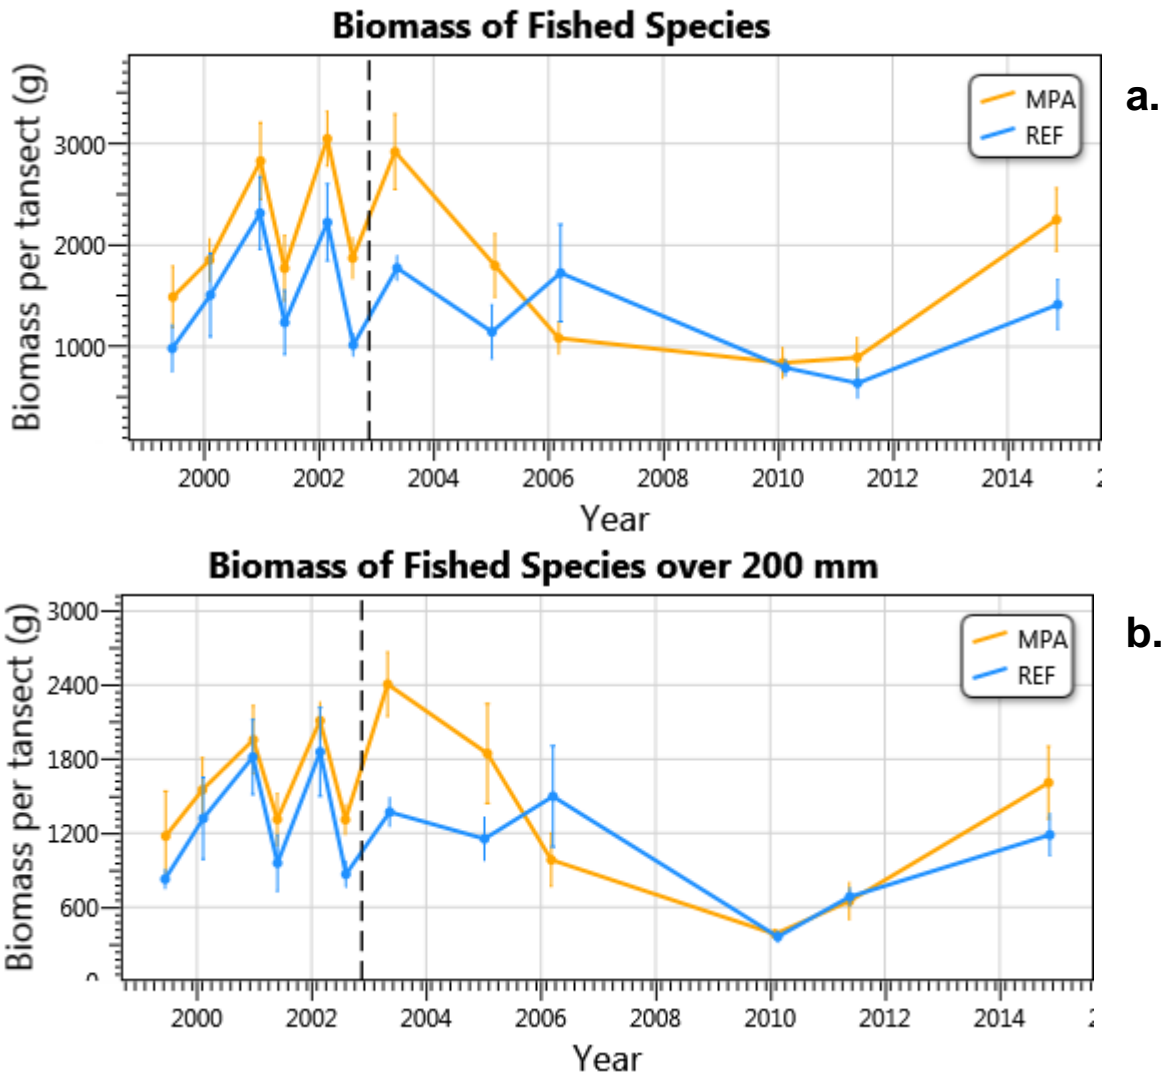 Biomass of Fished Species
a.
MPA
REF
Biomass per tansect (g)
3000
2000
1000
2000 2002 2004 2006 2008 2010 2012 2014
Year
Biomass of Fished Species over 200 mm
b.
MPA
REF
Biomass per tansect (g)
3000
2400
1800
1200
600
2000 2002 2004 2006 2008 2010 2012 2014
Year